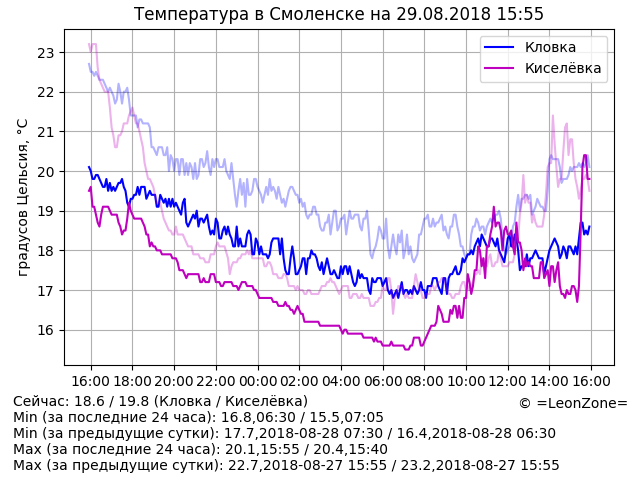 Температура в Смоленске на 29.08.2018 15:55
Кловка
Киселёвка
градусов Цельсия, °C
23
22
21
20
19
18
17
16
16:00 18:00 20:00 22:00 00:00 02:00 04:00 06:00 08:00 10:00 12:00 14:00 16:00
Сейчас: 18.6 / 19.8 (Кловка / Киселёвка)
© =LeonZone=
Min (за последние 24 часа): 16.8,06:30 / 15.5,07:05
Min (за предыдущие сутки): 17.7,2018-08-28 07:30 / 16.4,2018-08-28 06:30
Max (за последние 24 часа): 20.1,15:55 / 20.4,15:40
Max (за предыдущие сутки): 22.7,2018-08-27 15:55 / 23.2,2018-08-27 15:55